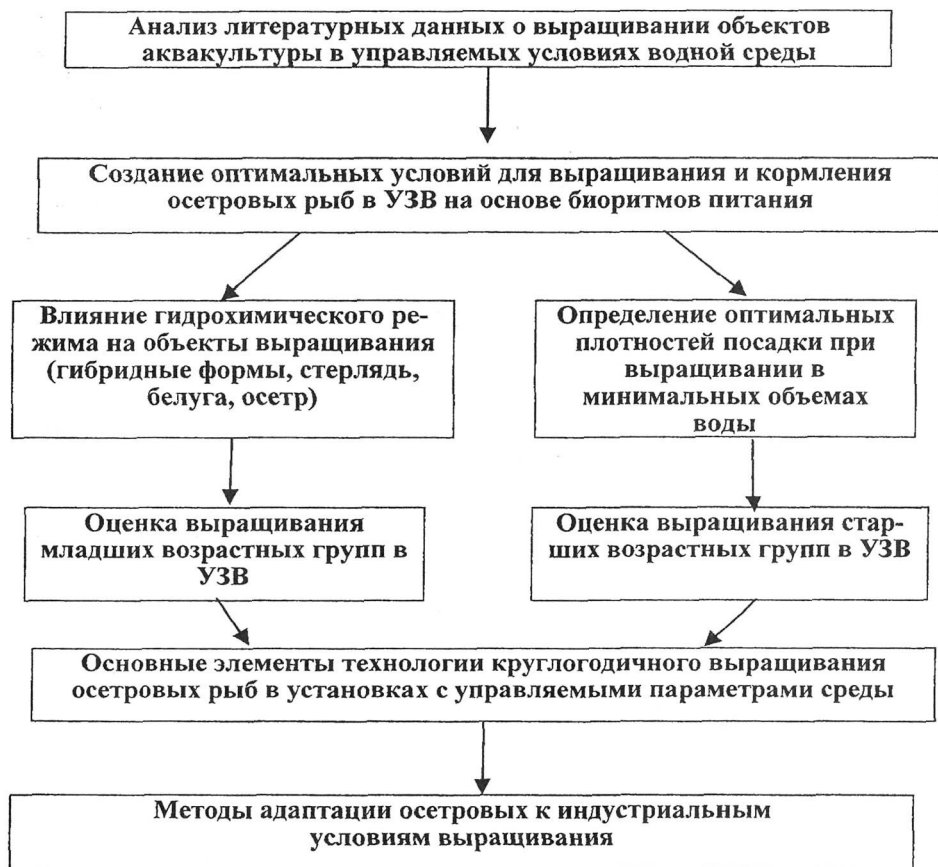 Анализ литературных данных о выращивании объектов
аквакультуры в управляемых условиях водной среды
Создание оптимальных условий для выращивания и кормления
осетровых рыб в УЗВ на основе биоритмов питания
Влияние гидрохимического ре-
жима на объекты выращивания
(гибридные формы, стерлядь,
белуга, осетр)
Определение оптимальных
плотностей посадки при
выращивании в
минимальных объемах
воды
Оценка выращивания
младших возрастных групп в
УЗВ
Оценка выращивания стар-
ших возрастных групп в УЗВ
Основные элементы технологии круглогодичного выращивания
осетровых рыб в установках с управляемыми параметрами среды
Методы адаптации осетровых к индустриальным
условиям выращивания